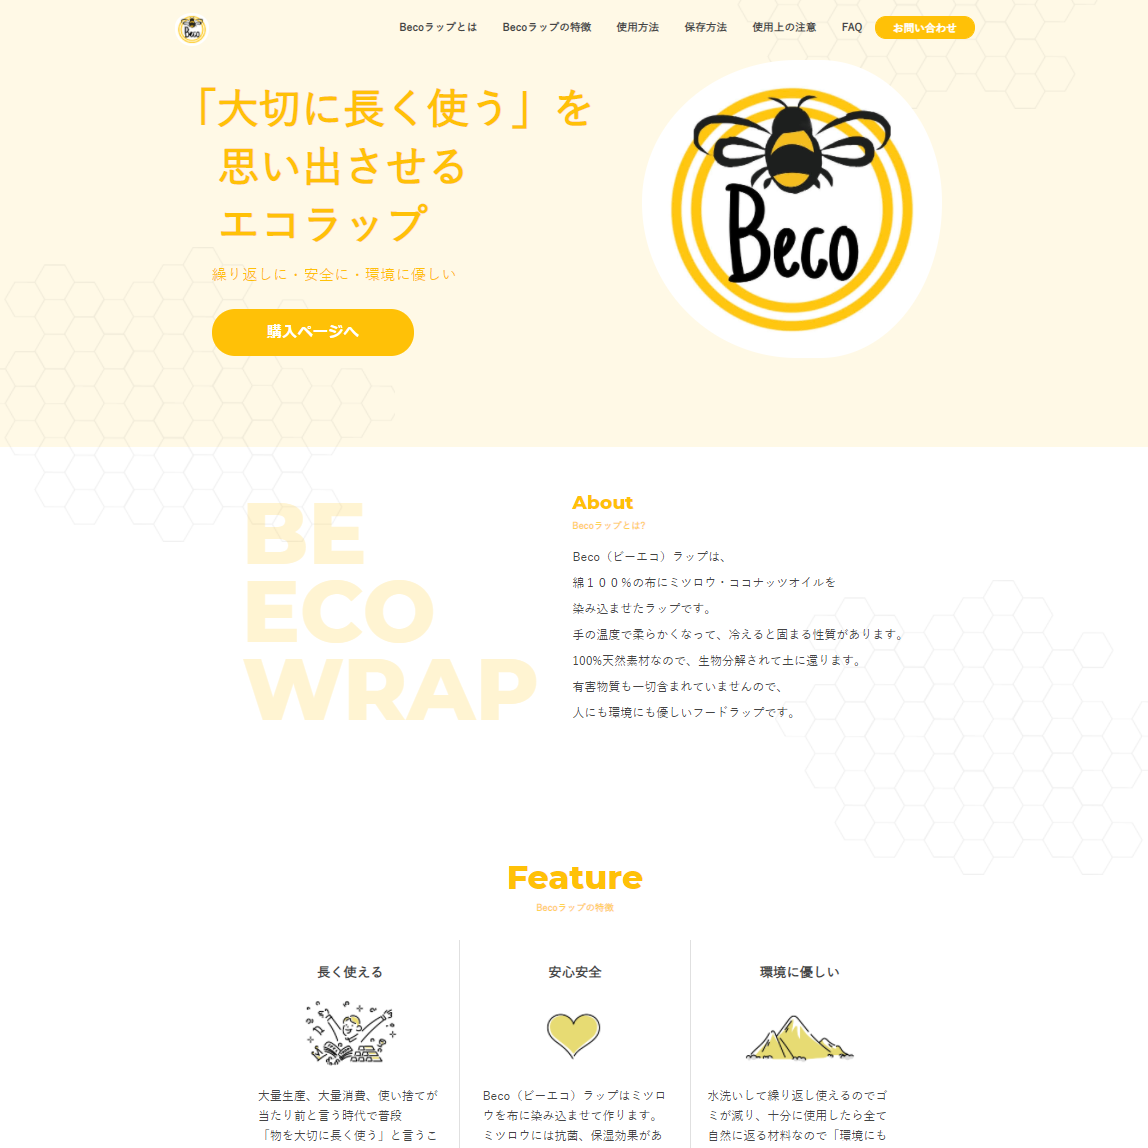 Beco
Becoラップとは
Becoラップの特徴
使用方法
保存方法
使用上の注意
FAQ
お問い合わせ
「大切に長く使う」を
思い出させる
エコラップ
繰り返しに・安全に・環境に優しい
購入ページへ
Beco
BE
ECO
WRAP
About
Becoラップとは?
Beco（ビーエコ）ラップは、
綿１００％の布にミツロウ・ココナッツオイルを
染み込ませたラップです。
手の温度で柔らかくなって、冷えると固まる性質があります。
100%天然素材なので、生物分解されて土に還ります。
有害物質も一切含まれていませんので、
人にも環境にも優しいフードラップです。
Feature
Becoラップの特徴
長く使える
大量生産、大量消費、使い捨てが
当たり前と言う時代で普段
「物を大切に長く使う」と言うこ
安心安全
Beco（ビーエコ）ラップはミツロ
ウを布に染み込ませて作ります。
ミツロウには抗菌、保湿効果があ
環境に優しい
水洗いして繰り返し使えるのでゴ
ミが減り、十分に使用したら全て
自然に返る材料なので「環境にも